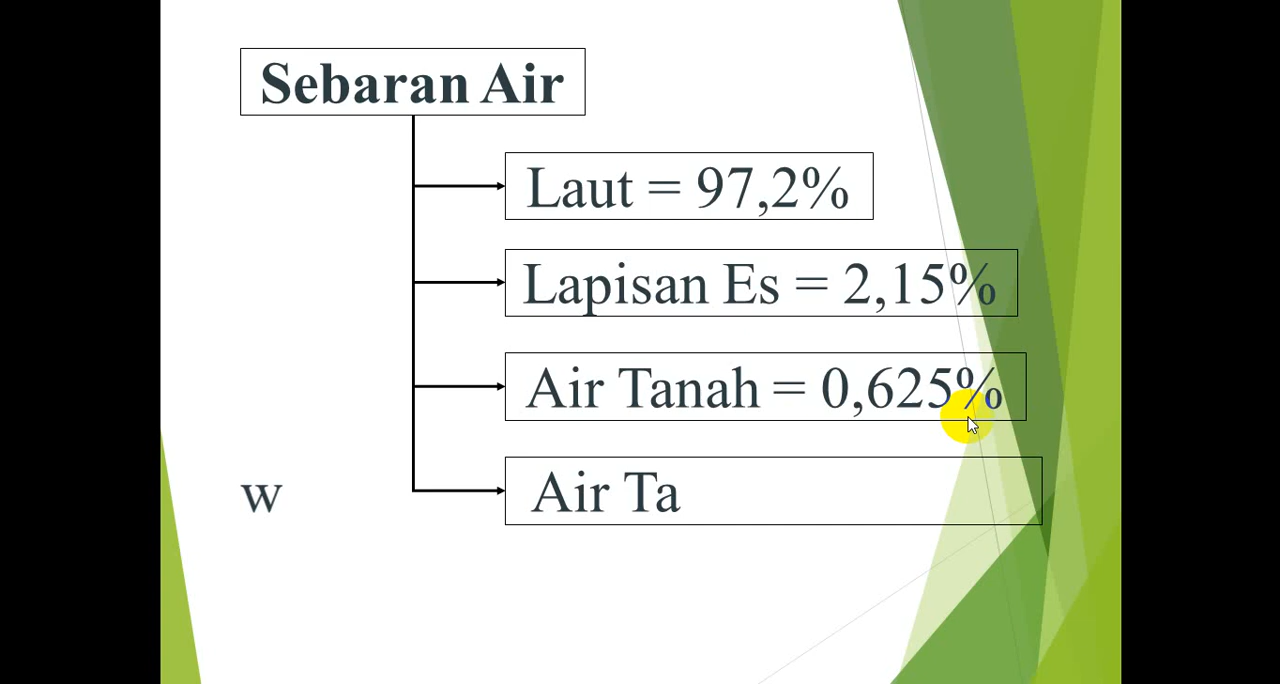 Sebaran Air
Laut = 97,2%
Lapisan Es = 2,15%
Air Tanah = 0,625%
w
Air Ta